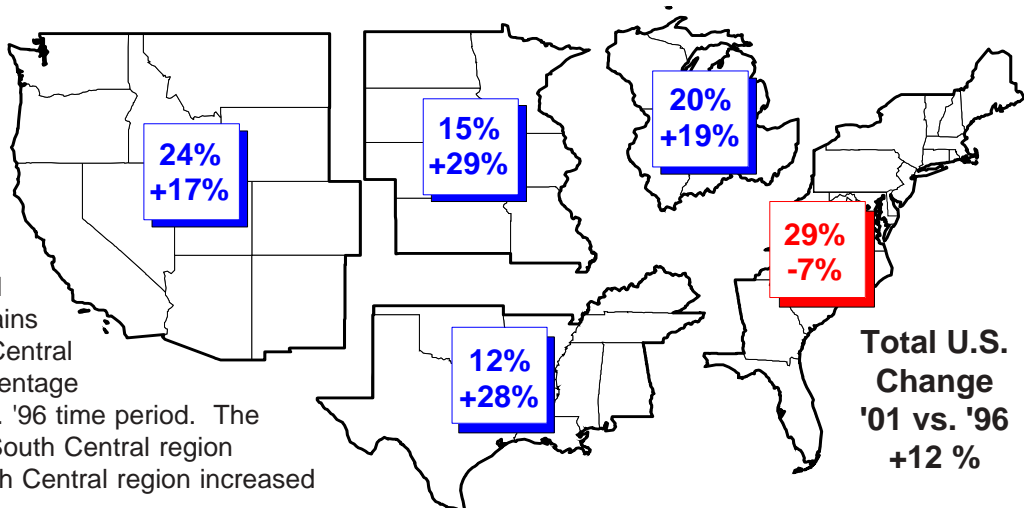 20%
+19%
15%
+29%
24%
+17%
29%
-7%
12%
+28%
Total U.S.
Change
'01 vs. '96
+12 %
ains
Central
entage
. '96 time period.  The
South Central region
h Central region increased